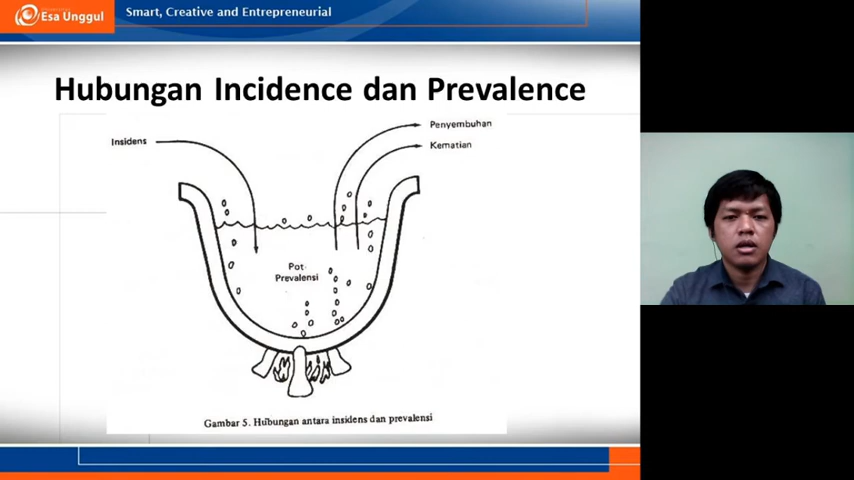 Esa Unggul
Smart, Creative and Entrepreneurial
Hubungan Incidence dan Prevalence
Insidens
Penyembuhan
Kematian
Pot
Prevalensi
Gambar 5. Hubungan antara insidens dan prevalensi